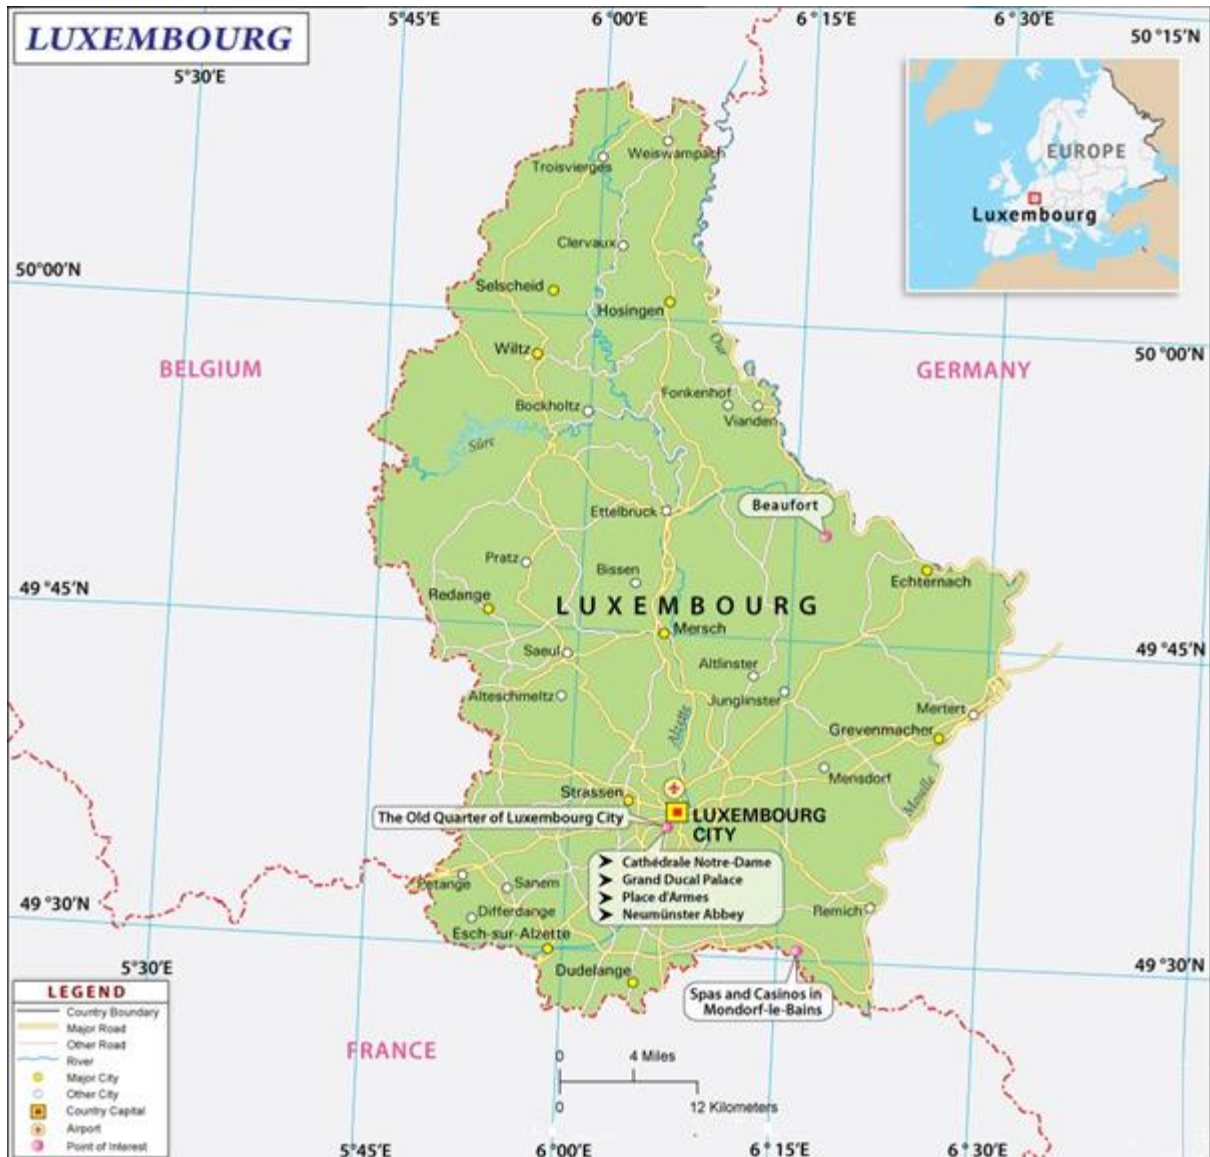 LUXEMBOURG
5°45'E
6°00'E
6°15'E
6°30'E
50°15'N
5°30'E
EUROPE
Luxembourg
Troisvierges
Weiswampach
Clervaux
50°00'N
Selscheid
Hosingen
Our
Wiltz
50°00'N
BELGIUM
GERMANY
Fonkenhof
Bockholtz
Vianden
Sûre
Beaufort
Ettelbruck
Pratz
Bissen
Echternach
49°45'N
Redange
LUXEMBOURG
Mersch
Saeul
49°45'N
Altlinster
Alteschmeltz
Junglinster
Mertert
Alzette
Grevenmacher
Mensdorf
Moselle
Strassen
The Old Quarter of Luxembourg City
LUXEMBOURG
CITY
Cathédrale Notre-Dame
Grand Ducal Palace
Place d'Armes
Neumünster Abbey
Petange
Sanem
49°30'N
Differdange
Remich
Esch-sur-Alzette
5°30'E
Dudelange
49°30'N
Spas and Casinos in
Mondorf-le-Bains
LEGEND
Country Boundary
Major Road
Other Road
River
Major City
Other City
Country Capital
Airport
Point of Interest
FRANCE
0 4 Miles
0 12 Kilometers
5°45'E
6°00'E
6°15'E
6°30'E